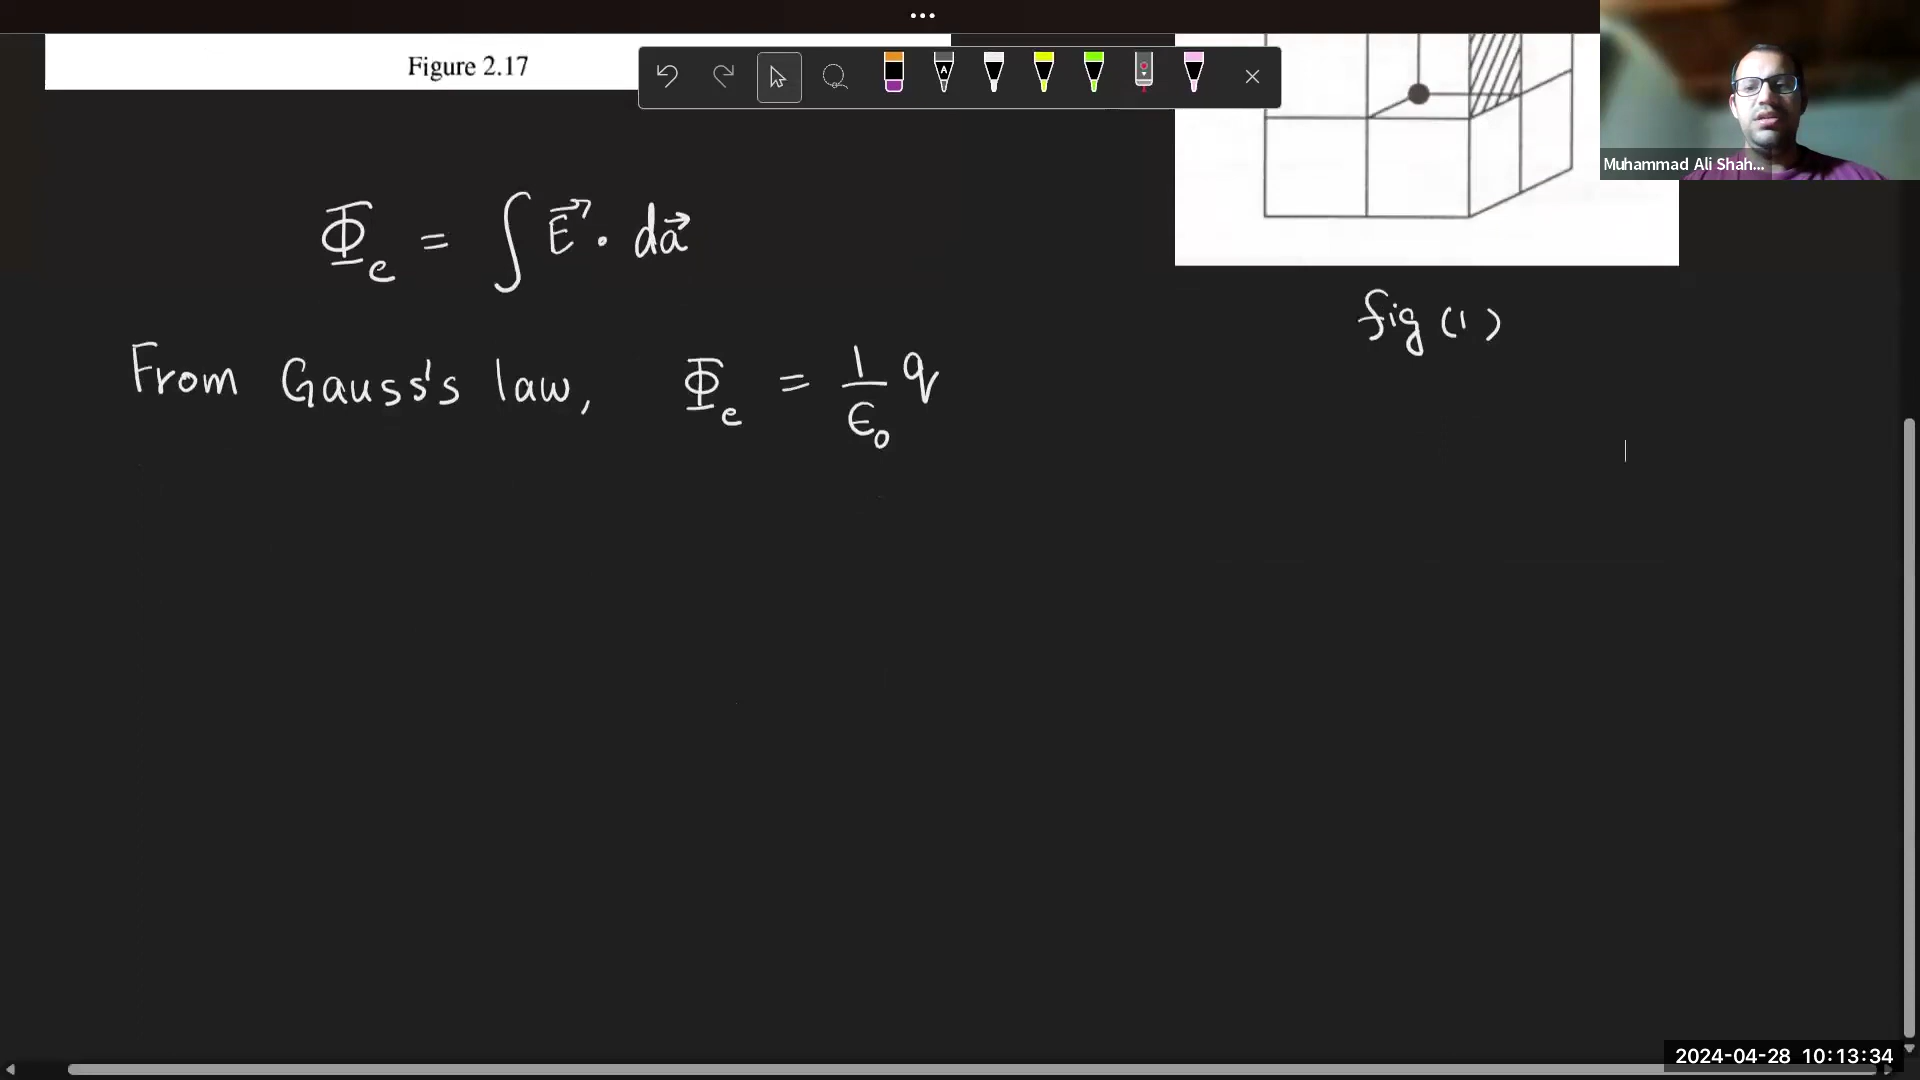 Figure 2.17
Muhammad Ali Shah...
Φe = ∫ E⃗ · da⃗
fig (1)
From Gauss's law, Φe = 1/ε0 q
2024-04-28 10:13:34